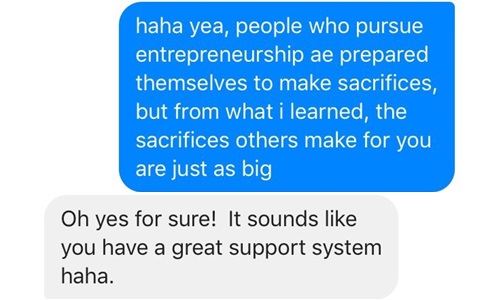 haha yea, people who pursue
entrepreneurship ae prepared
themselves to make sacrifices,
but from what i learned, the
sacrifices others make for you
are just as big
Oh yes for sure!  It sounds like
you have a great support system
haha.